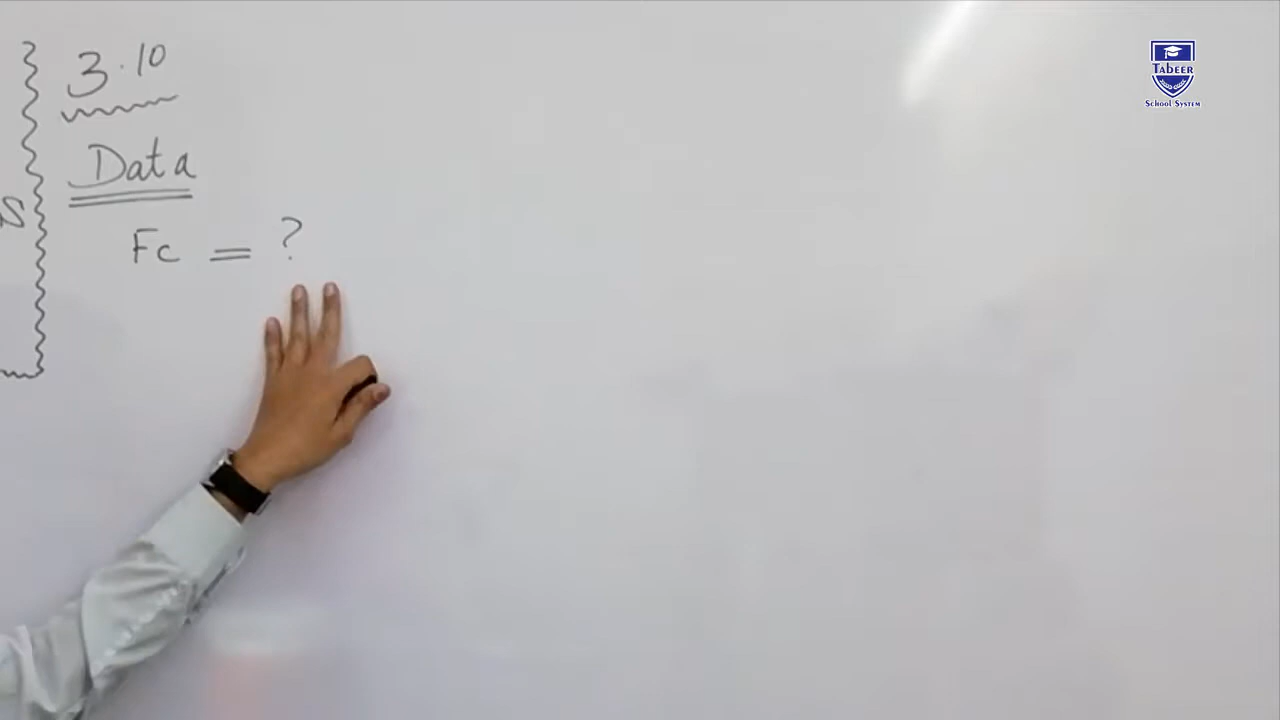 3.10
Data
Fc = ?
S
Tabeer
School System